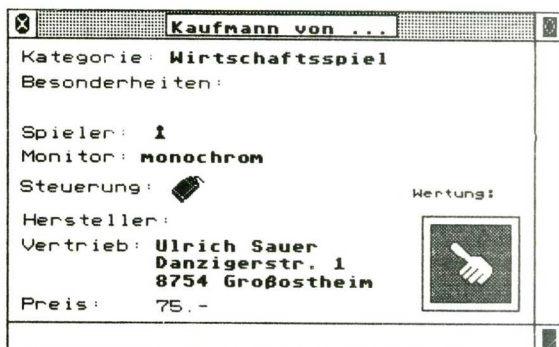 Kaufmann von ...
Kategorie: Wirtschaftsspiel
Besonderheiten:
Spieler:
Monitor: monochrom
Steuerung:
Wertung:
Hersteller:
Vertrieb: Ulrich Sauer
Danzigerstr. 1
8754 Großostheim
Preis: 75.-